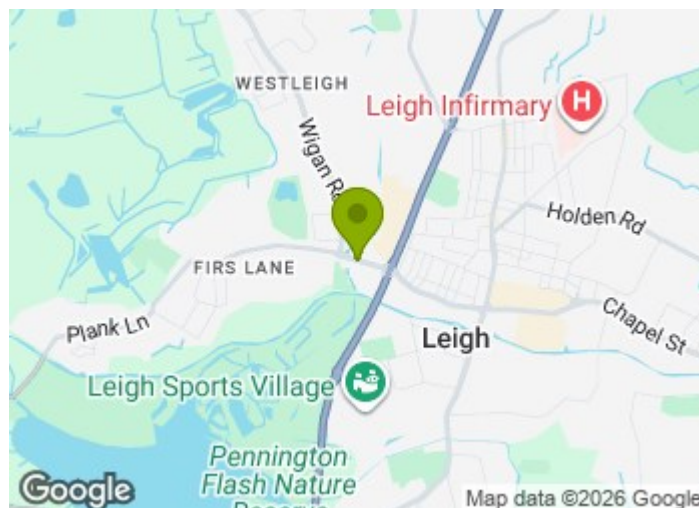 WESTLEIGH
Leigh Infirmary
H
Wigan Rd
Holden Rd
FIRS LANE
Plank Ln
Chapel St
Leigh
Leigh Sports Village
Pennington
Flash Nature
Reserve
Google
Map data ©2026 Google